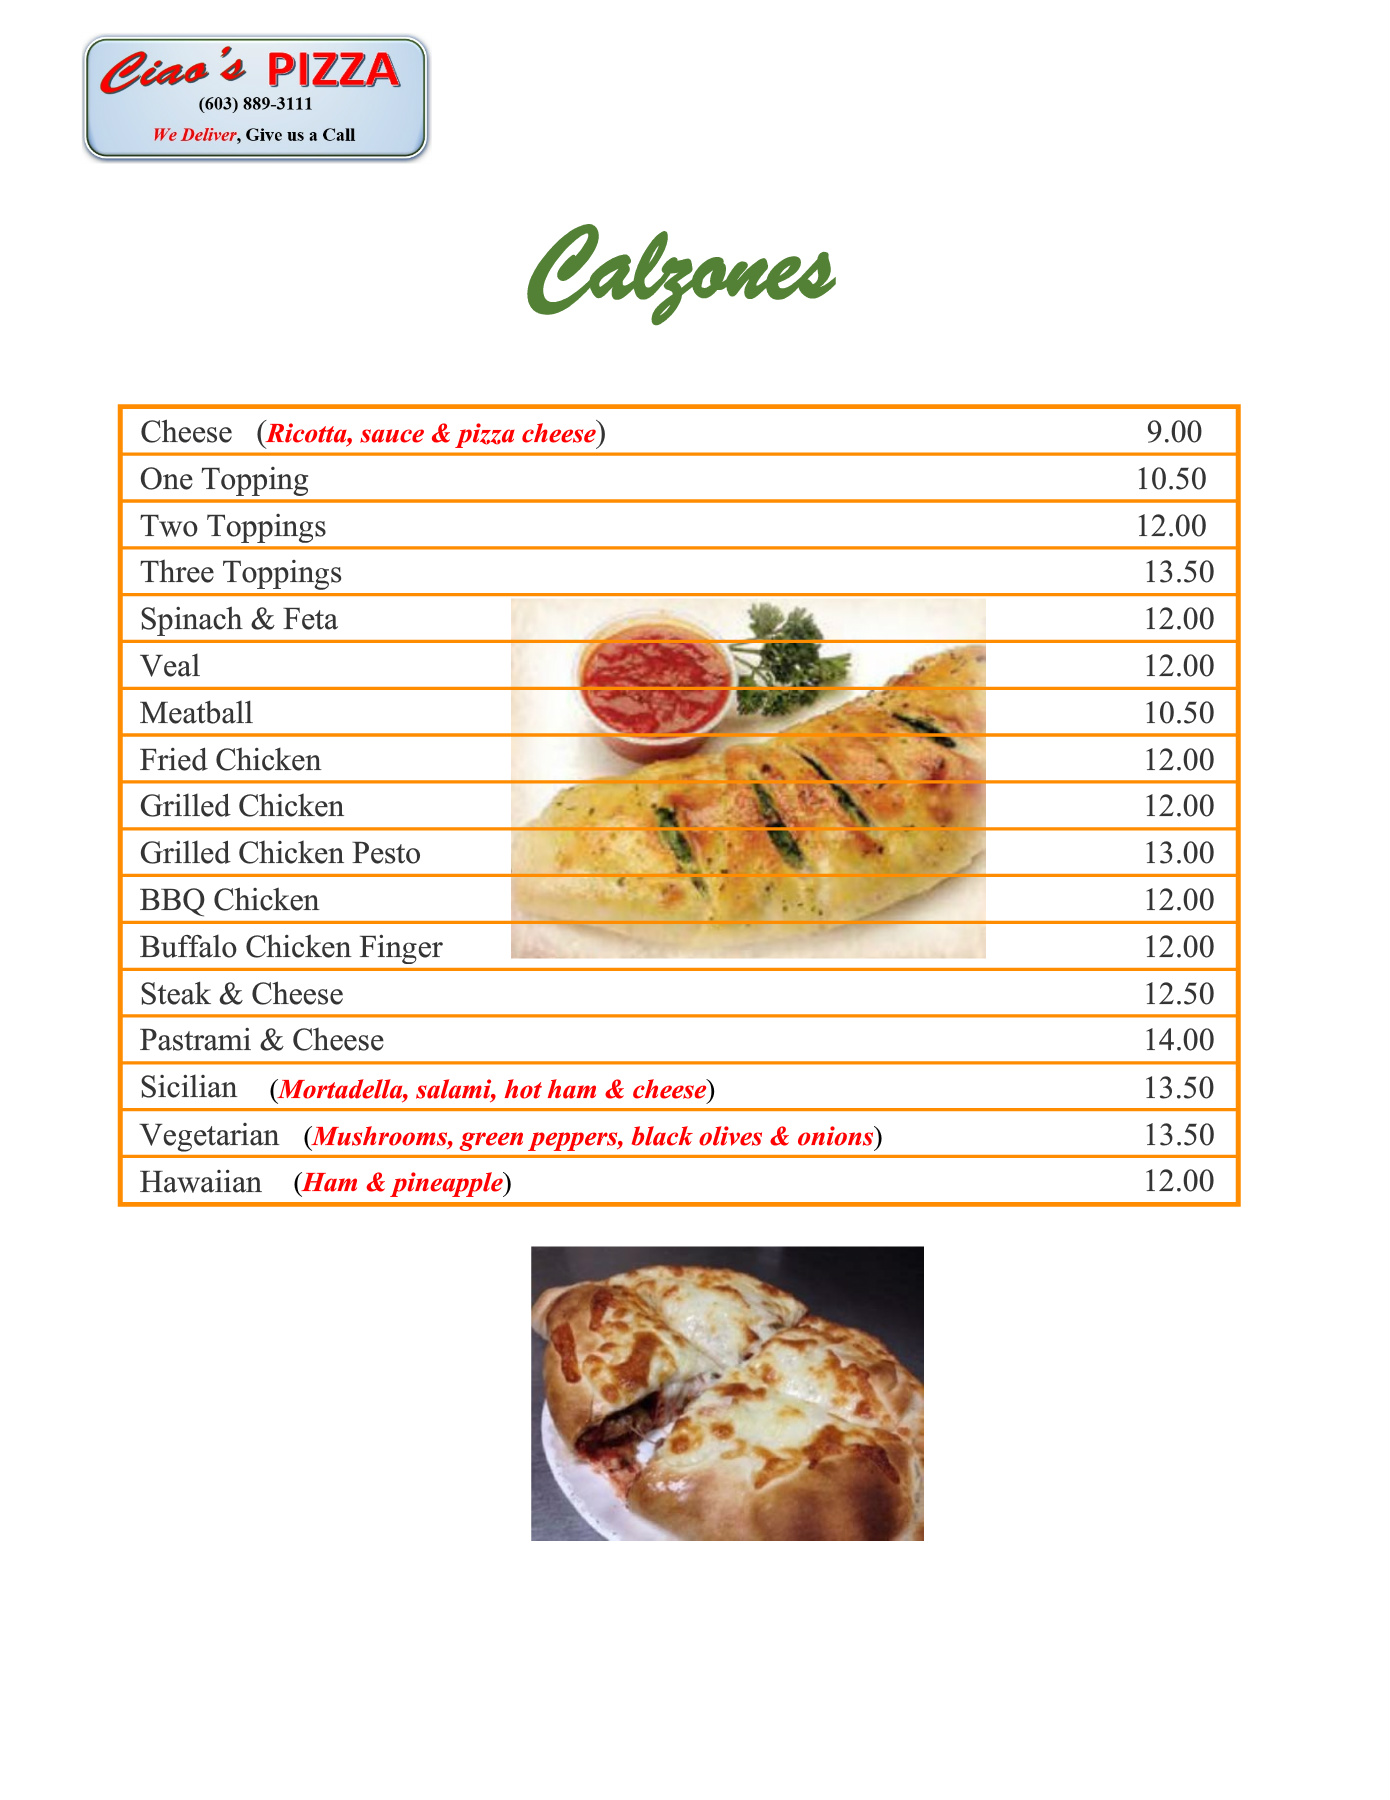 Ciao's PIZZA
(603) 889-3111
We Deliver, Give us a Call
Calzones
Cheese (Ricotta, sauce & pizza cheese) 9.00
One Topping 10.50
Two Toppings 12.00
Three Toppings 13.50
Spinach & Feta 12.00
Veal 12.00
Meatball 10.50
Fried Chicken 12.00
Grilled Chicken 12.00
Grilled Chicken Pesto 13.00
BBQ Chicken 12.00
Buffalo Chicken Finger 12.00
Steak & Cheese 12.50
Pastrami & Cheese 14.00
Sicilian (Mortadella, salami, hot ham & cheese) 13.50
Vegetarian (Mushrooms, green peppers, black olives & onions) 13.50
Hawaiian (Ham & pineapple) 12.00